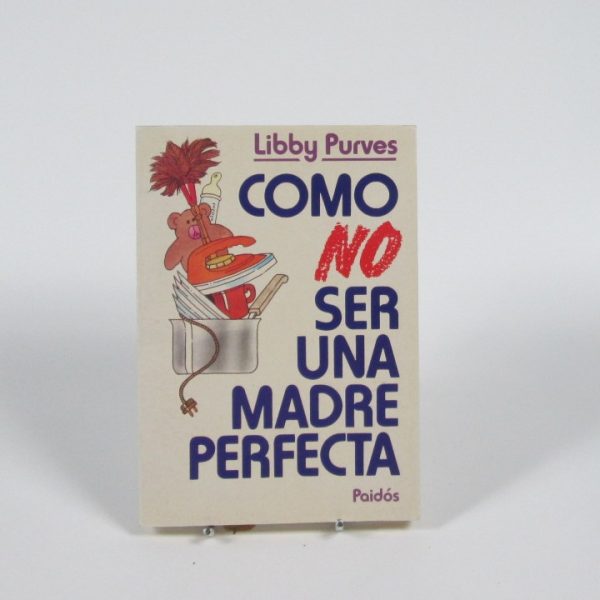 Libby Purves
COMO
NO
SER
UNA
MADRE
PERFECTA
Paidós